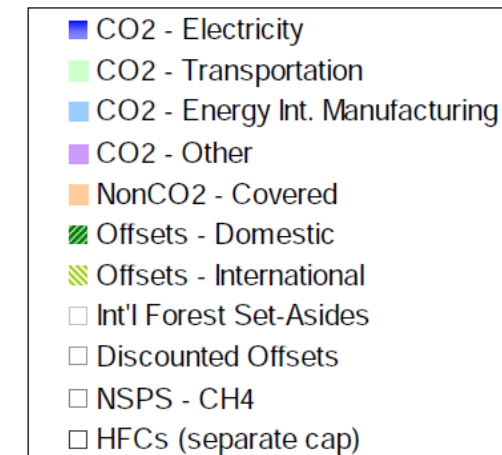 CO2 - Electricity
CO2 - Transportation
CO2 - Energy Int. Manufacturing
CO2 - Other
NonCO2 - Covered
Offsets - Domestic
Offsets - International
Int'l Forest Set-Asides
Discounted Offsets
NSPS - CH4
HFCs (separate cap)